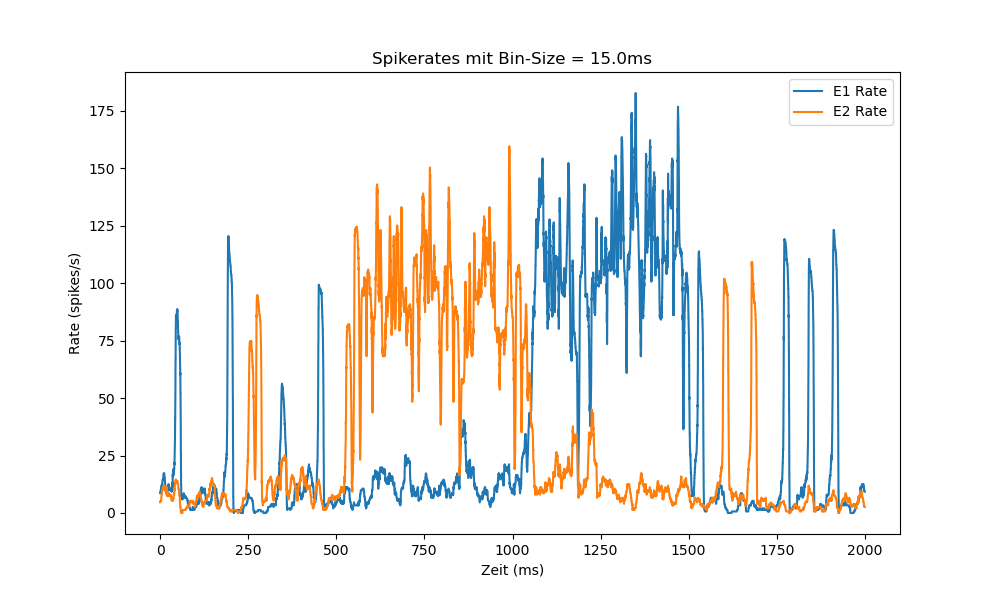 Spikerates mit Bin-Size = 15.0ms
E1 Rate
E2 Rate
Rate (spikes/s)
175
150
125
100
75
50
25
0
0 250 500 750 1000 1250 1500 1750 2000
Zeit (ms)